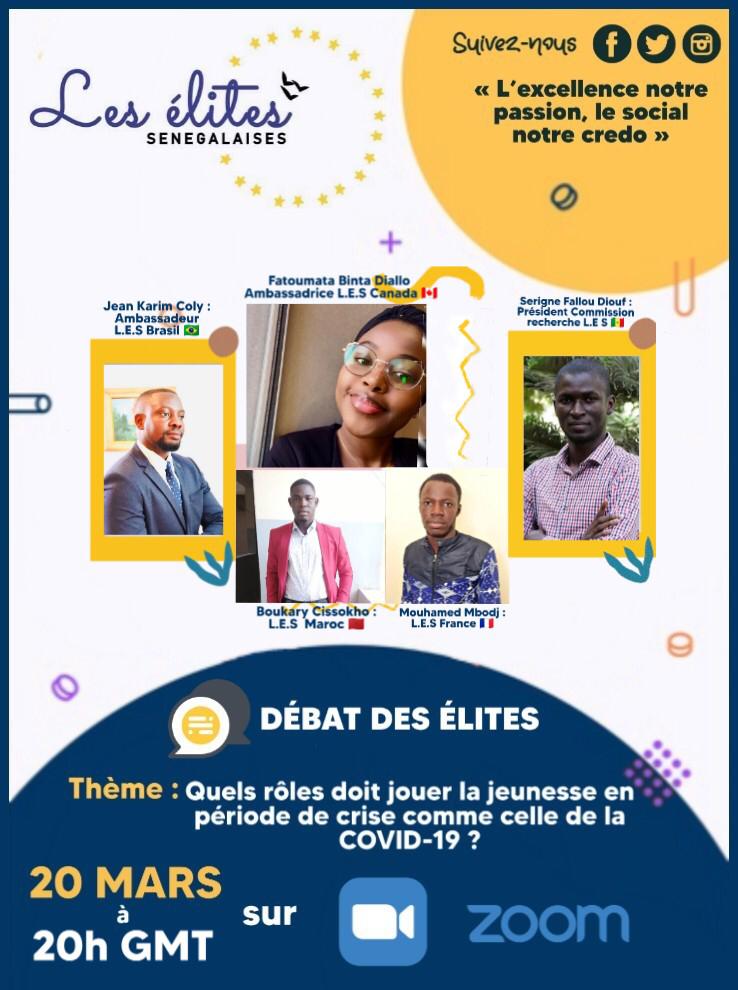 Suivez-nous
Les élites
SENEGALAISES
« L'excellence notre
passion, le social
notre credo »
Fatoumata Binta Diallo
Ambassadrice L.E.S Canada 🇨🇦
Jean Karim Coly :
Ambassadeur
L.E.S Brasil 🇧🇷
Serigne Fallou Diouf :
Président Commission
recherche L.E S 🇸🇳
Boukary Cissokho :
L.E.S Maroc 🇲🇦
Mouhamed Mbodj :
L.E.S France 🇫🇷
DÉBAT DES ÉLITES
Thème : Quels rôles doit jouer la jeunesse en
période de crise comme celle de la
COVID-19 ?
20 MARS
à
20h GMT
sur
zoom